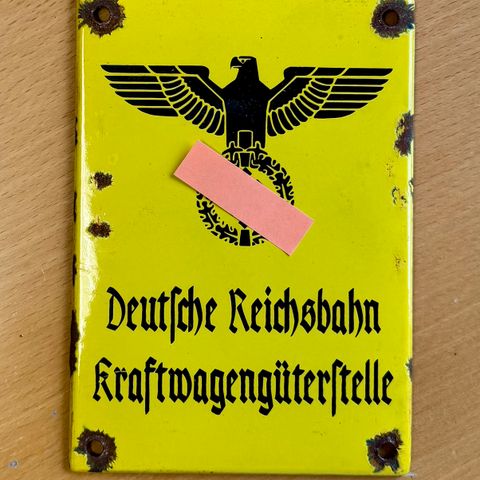 Deutſche Reichsbahn
Kraftwagengüterſtelle